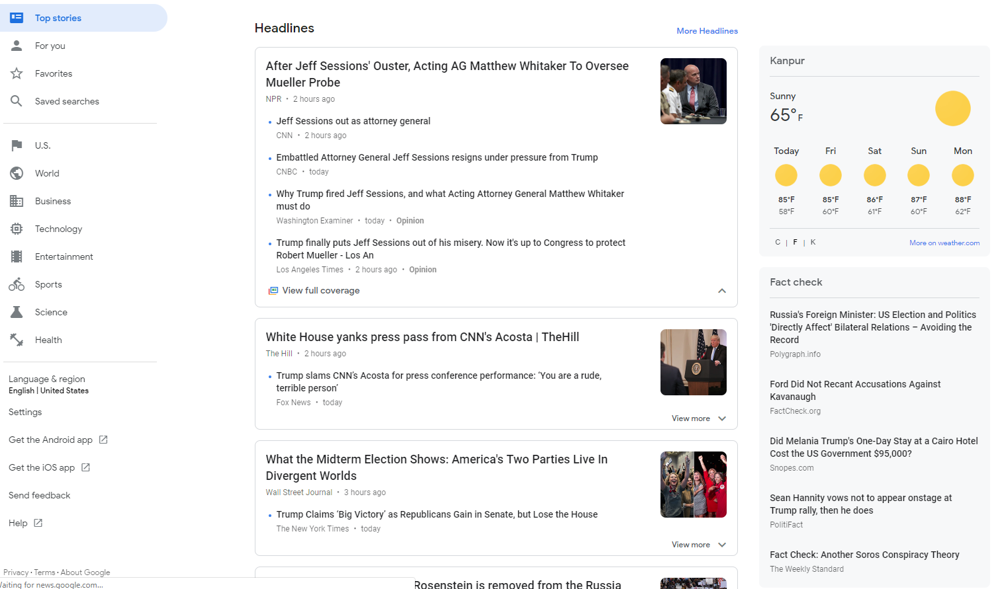 Top stories
For you
Favorites
Saved searches
U.S.
World
Business
Technology
Entertainment
Sports
Science
Health
Language & region
English | United States
Settings
Get the Android app
Get the iOS app
Send feedback
Help
Privacy · Terms · About Google
Waiting for news.google.com...
Headlines
More Headlines
After Jeff Sessions' Ouster, Acting AG Matthew Whitaker To Oversee
Mueller Probe
NPR • 2 hours ago
Jeff Sessions out as attorney general
CNN • 2 hours ago
Embattled Attorney General Jeff Sessions resigns under pressure from Trump
CNBC • today
Why Trump fired Jeff Sessions, and what Acting Attorney General Matthew Whitaker
must do
Washington Examiner • today • Opinion
Trump finally puts Jeff Sessions out of his misery. Now it's up to Congress to protect
Robert Mueller - Los An
Los Angeles Times • 2 hours ago • Opinion
View full coverage
White House yanks press pass from CNN's Acosta | TheHill
The Hill • 2 hours ago
Trump slams CNN’s Acosta for press conference performance: ‘You are a rude,
terrible person’
Fox News • today
View more
What the Midterm Election Shows: America's Two Parties Live In
Divergent Worlds
Wall Street Journal • 3 hours ago
Trump Claims ‘Big Victory’ as Republicans Gain in Senate, but Lose the House
The New York Times • today
View more
Rosenstein is removed from the Russia
Kanpur
Sunny
65°F
Today Fri Sat Sun Mon
85°F 85°F 86°F 87°F 88°F
58°F 60°F 61°F 60°F 62°F
C | F | K
More on weather.com
Fact check
Russia's Foreign Minister: US Election and Politics
'Directly Affect' Bilateral Relations – Avoiding the
Record
Polygraph.info
Ford Did Not Recant Accusations Against
Kavanaugh
FactCheck.org
Did Melania Trump's One-Day Stay at a Cairo Hotel
Cost the US Government $95,000?
Snopes.com
Sean Hannity vows not to appear onstage at
Trump rally, then he does
PolitiFact
Fact Check: Another Soros Conspiracy Theory
The Weekly Standard